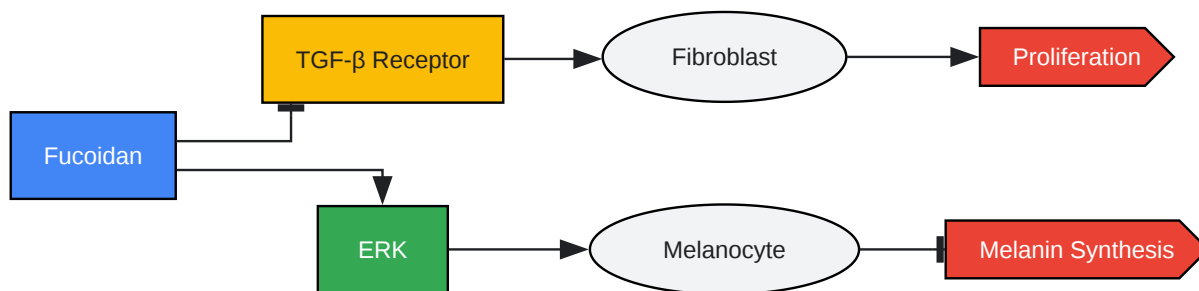 TGF-β Receptor
Fibroblast
Proliferation
Fucoidan
ERK
Melanocyte
Melanin Synthesis